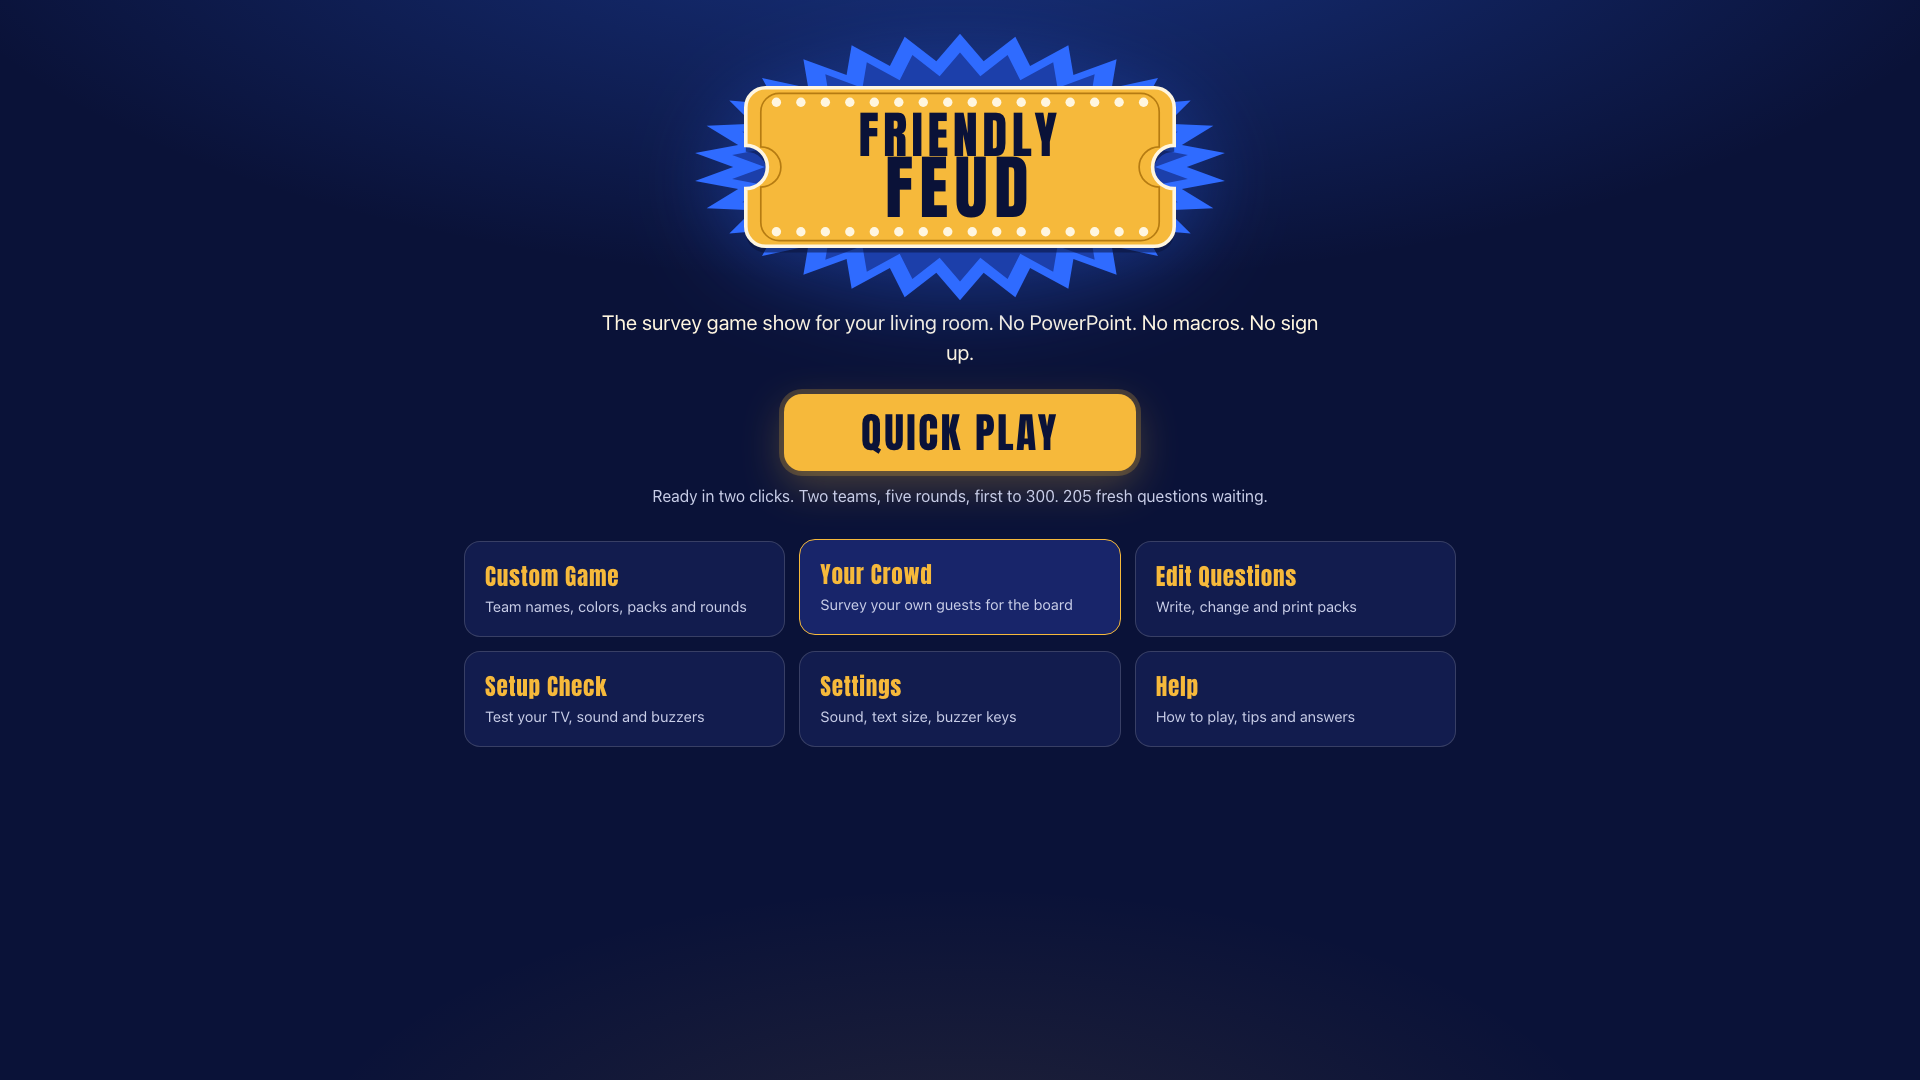 FRIENDLY
FEUD
The survey game show for your living room. No PowerPoint. No macros. No sign
up.
QUICK PLAY
Ready in two clicks. Two teams, five rounds, first to 300. 205 fresh questions waiting.
Custom Game
Team names, colors, packs and rounds
Your Crowd
Survey your own guests for the board
Edit Questions
Write, change and print packs
Setup Check
Test your TV, sound and buzzers
Settings
Sound, text size, buzzer keys
Help
How to play, tips and answers